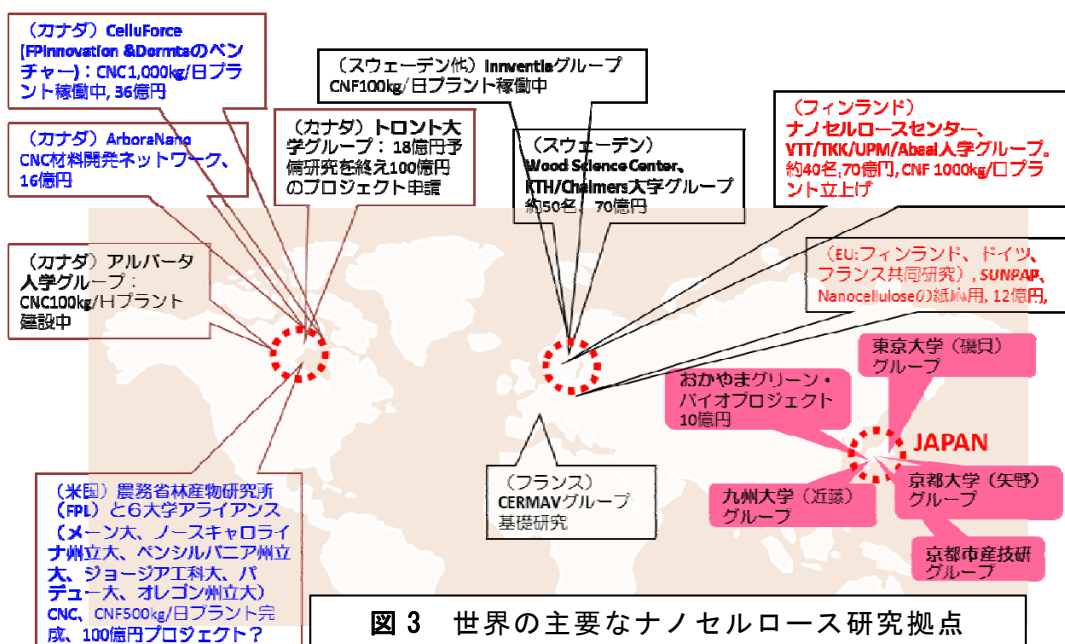 （カナダ）CelluForce
(FPInnovation &Domtaのベン
チャー)：CNC1,000kg/日プラ
ント稼働中, 36億円
（カナダ）ArboraNano
CNC材料開発ネットワーク、
16億円
（カナダ）トロント大
学グループ：18億円予
備研究を終え100億円
のプロジェクト申請
（カナダ）アルバータ
大学グループ：
CNC100kg/日プラント
建設中
（米国）農務省林産物研究所
（FPL）と６大学アライアンス
（メーン大、ノースキャロライ
ナ州立大、ペンシルバニア州立
大、ジョージア工科大、パ
デュー大、オレゴン州立大）
CNC、CNF500kg/日プラント完
成、100億円プロジェクト？
（スウェーデン他）Innventiaグループ
CNF100kg/日プラント稼働中
（スウェーデン）
Wood Science Center、
KTH/Chalmers大学グループ
約50名、70億円
（フィンランド）
ナノセルロースセンター、
VTT/TKK/UPM/Abaal大学グループ。
約40名,70億円, CNF 1000kg/日プ
ラント立上げ
（EU:フィンランド、ドイツ、
フランス共同研究）, SUNPAP、
Nanocelluloseの紙応用, 12億円,
（フランス）
CERMAVグループ
基礎研究
東京大学（磯貝）
グループ
おかやまグリーン・
バイオプロジェクト
10億円
JAPAN
九州大学（近藤）
グループ
京都大学（矢野）
グループ
京都市産技研
グループ
図３ 世界の主要なナノセルロース研究拠点